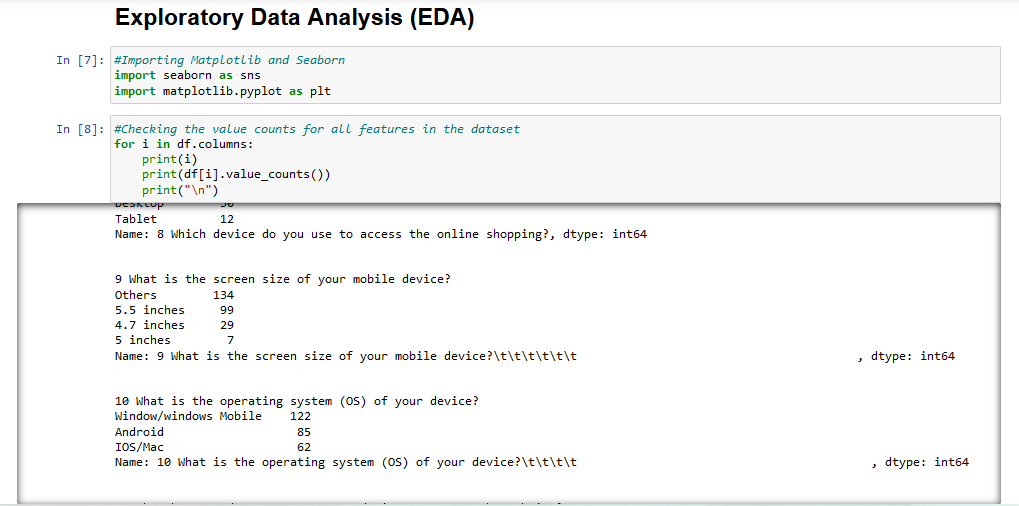 Exploratory Data Analysis (EDA)
In [7]: #Importing Matplotlib and Seaborn
import seaborn as sns
import matplotlib.pyplot as plt
In [8]: #Checking the value counts for all features in the dataset
for i in df.columns:
    print(i)
    print(df[i].value_counts())
    print("\n")
Tablet 12
Name: 8 Which device do you use to access the online shopping?, dtype: int64
9 What is the screen size of your mobile device?
Others 134
5.5 inches 99
4.7 inches 29
5 inches 7
Name: 9 What is the screen size of your mobile device?\t\t\t\t\t\t , dtype: int64
10 What is the operating system (OS) of your device?
Window/windows Mobile 122
Android 85
IOS/Mac 62
Name: 10 What is the operating system (OS) of your device?\t\t\t\t , dtype: int64